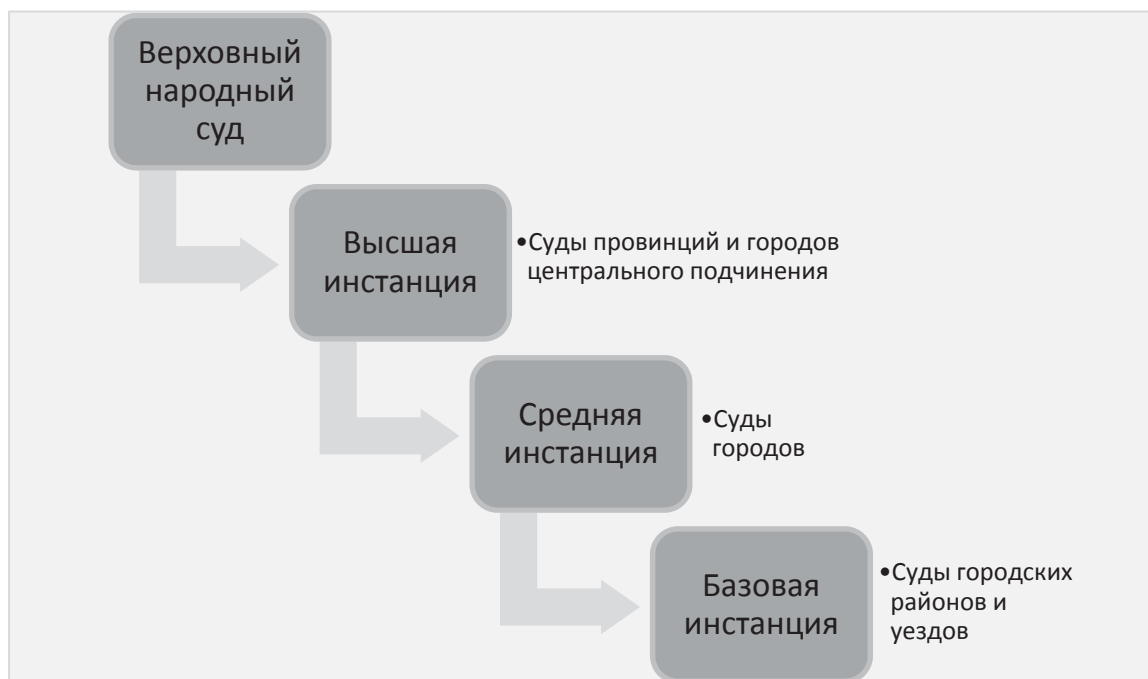 Верховный
народный
суд
Высшая
инстанция
•Суды провинций и городов
центрального подчинения
Средняя
инстанция
•Суды
городов
Базовая
инстанция
•Суды городских
районов и
уездов